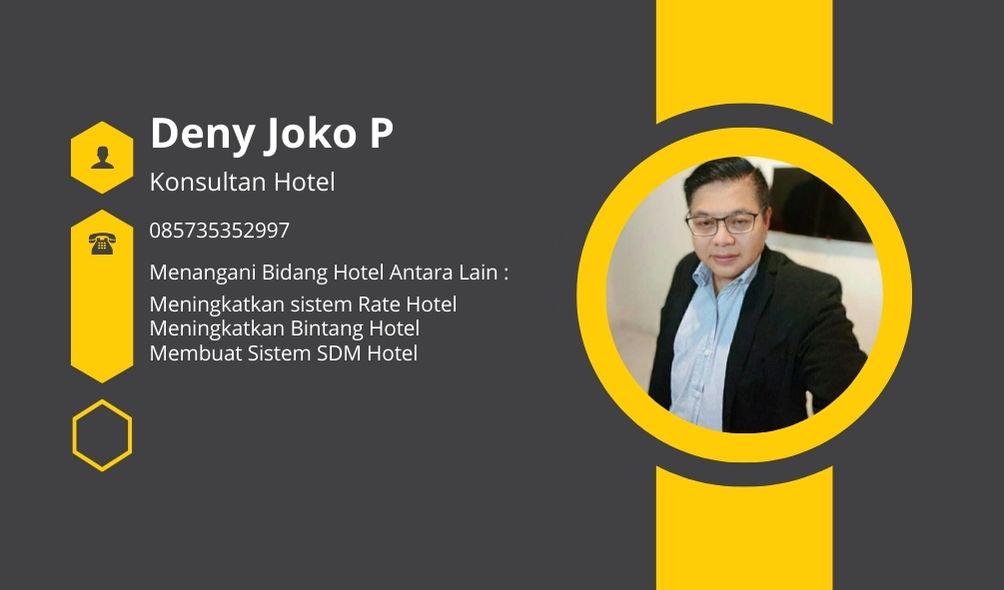 Deny Joko P
Konsultan Hotel
085735352997
Menangani Bidang Hotel Antara Lain :
Meningkatkan sistem Rate Hotel
Meningkatkan Bintang Hotel
Membuat Sistem SDM Hotel